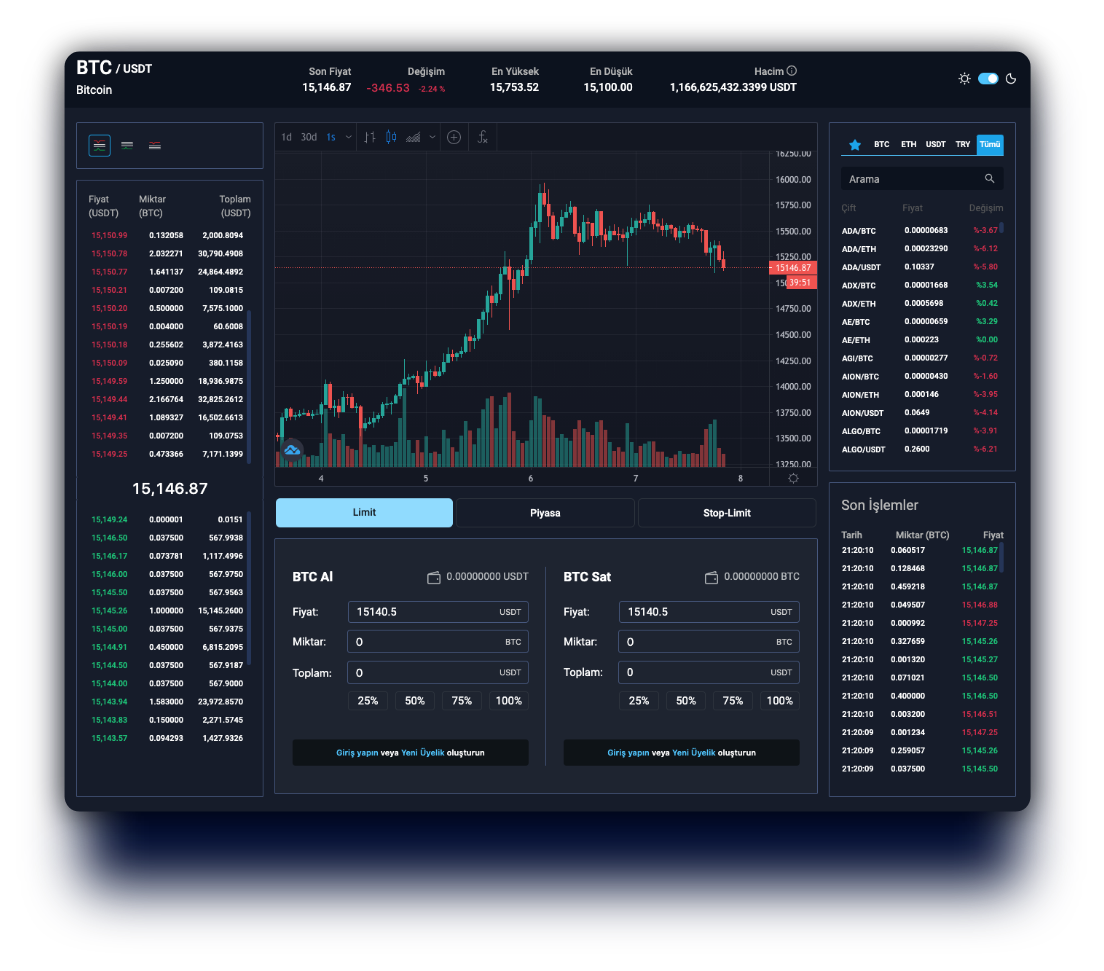 BTC / USDT
Bitcoin
Son Fiyat
15,146.87
Değişim
-346.53 -2.24 %
En Yüksek
15,753.52
En Düşük
15,100.00
Hacim
1,166,625,432.3399 USDT
Fiyat (USDT) Miktar (BTC) Toplam (USDT)
15,150.99 0.132058 2,000.8094
15,150.78 2.032271 30,790.4908
15,150.77 1.641137 24,864.4892
15,150.21 0.007200 109.0815
15,150.20 0.500000 7,575.1000
15,150.19 0.004000 60.6008
15,150.18 0.255602 3,872.4163
15,150.09 0.025090 380.1158
15,149.59 1.250000 18,936.9875
15,149.44 2.166764 32,825.2612
15,149.41 1.089327 16,502.6613
15,149.35 0.007200 109.0753
15,149.25 0.473366 7,171.1399
15,146.87
15,149.24 0.000001 0.0151
15,146.50 0.037500 567.9938
15,146.17 0.073781 1,117.4996
15,146.00 0.037500 567.9750
15,145.50 0.037500 567.9563
15,145.26 1.000000 15,145.2600
15,145.00 0.037500 567.9375
15,144.91 0.450000 6,815.2095
15,144.50 0.037500 567.9187
15,144.00 0.037500 567.9000
15,143.94 1.583000 23,972.8570
15,143.83 0.150000 2,271.5745
15,143.57 0.094293 1,427.9326
1d 30d 1s
16250.00
16000.00
15750.00
15500.00
15250.00
15146.87
39:51
14750.00
14500.00
14250.00
14000.00
13750.00
13500.00
13250.00
4 5 6 7 8
Limit Piyasa Stop-Limit
BTC Al 0.00000000 USDT
Fiyat: 15140.5 USDT
Miktar: 0 BTC
Toplam: 0 USDT
25% 50% 75% 100%
Giriş yapın veya Yeni Üyelik oluşturun
BTC Sat 0.00000000 BTC
Fiyat: 15140.5 USDT
Miktar: 0 BTC
Toplam: 0 USDT
25% 50% 75% 100%
Giriş yapın veya Yeni Üyelik oluşturun
BTC ETH USDT TRY Tümü
Arama
Çift Fiyat Değişim
ADA/BTC 0.00000683 %-3.67
ADA/ETH 0.00023290 %-6.12
ADA/USDT 0.10337 %-5.80
ADX/BTC 0.00001668 %3.54
ADX/ETH 0.0005698 %0.42
AE/BTC 0.00000659 %3.29
AE/ETH 0.000223 %0.00
AGI/BTC 0.00000277 %-0.72
AION/BTC 0.00000430 %-1.60
AION/ETH 0.000146 %-3.95
AION/USDT 0.0649 %-4.14
ALGO/BTC 0.00001719 %-3.91
ALGO/USDT 0.2600 %-6.21
Son İşlemler
Tarih Miktar (BTC) Fiyat
21:20:10 0.060517 15,146.87
21:20:10 0.128468 15,146.87
21:20:10 0.459218 15,146.87
21:20:10 0.049507 15,146.88
21:20:10 0.000992 15,147.25
21:20:10 0.327659 15,145.26
21:20:10 0.001320 15,145.27
21:20:10 0.071021 15,146.50
21:20:10 0.400000 15,146.50
21:20:10 0.003200 15,146.51
21:20:09 0.001234 15,147.25
21:20:09 0.259057 15,145.26
21:20:09 0.037500 15,145.50